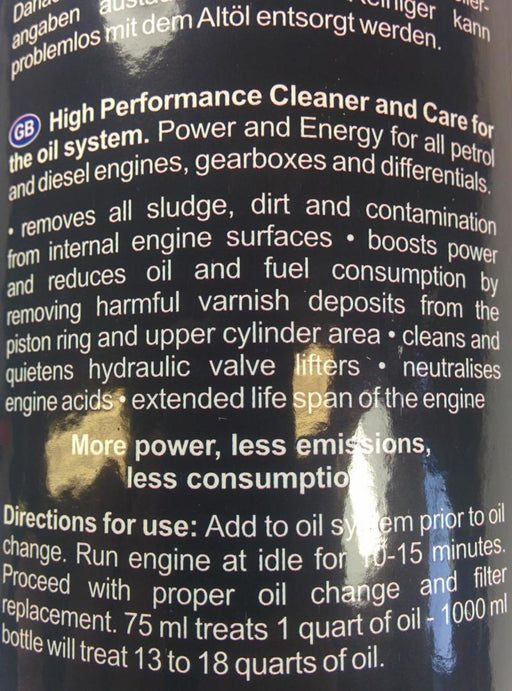 angaben
einiger kann
problemlos mit dem Altöl entsorgt werden.
GB High Performance Cleaner and Care for
the oil system. Power and Energy for all petrol
and diesel engines, gearboxes and differentials.
• removes all sludge, dirt and contamination
from internal engine surfaces • boosts power
and reduces oil and fuel consumption by
removing harmful varnish deposits from the
piston ring and upper cylinder area • cleans and
quietens hydraulic valve lifters • neutralises
engine acids • extended life span of the engine
More power, less emissions,
less consumptio
Directions for use: Add to oil system prior to oil
change. Run engine at idle for 10-15 minutes.
Proceed with proper oil change and filter
replacement. 75 ml treats 1 quart of oil - 1000 ml
bottle will treat 13 to 18 quarts of oil.